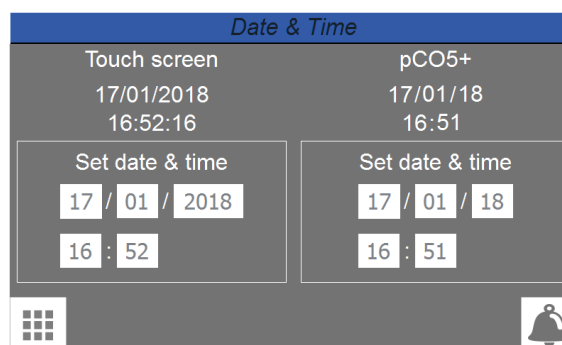 Date & Time
Touch screen
pCO5+
17/01/2018
17/01/18
16:52:16
16:51
Set date & time
Set date & time
17 / 01 / 2018
17 / 01 / 18
16 : 52
16 : 51